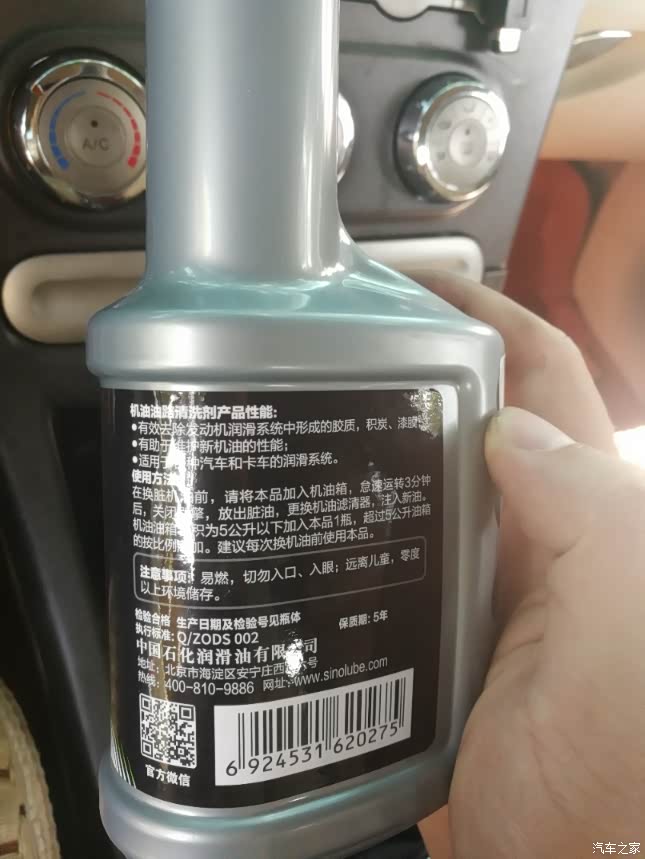 A/C
机油油路清洗剂产品性能:
•有效去除发动机润滑系统中形成的胶质，积炭、漆膜
•有助于维护新机油的性能；
•适用于 种汽车和卡车的润滑系统。
使用方法
在换脏机油前，请将本品加入机油箱，怠速运转3分钟
后，关闭 擎，放出脏油，更换机油滤清器，注入新油。
机油油箱 积为5公升以下加入本品1瓶，超过5公升油箱
的按比例 加。建议每次换机油前使用本品。
注意事项：易燃，切勿入口、入眼；远离儿童，零度
以上环境储存。
检验合格 生产日期及检验号见瓶体 保质期: 5年
执行标准: Q/ZODS 002
中国石化润滑油有限 司
地址: 北京市海淀区安宁庄西 号
热线: 400-810-9886 网址: www.sinolube.com
官方微信
6 924531 620275
汽车之家